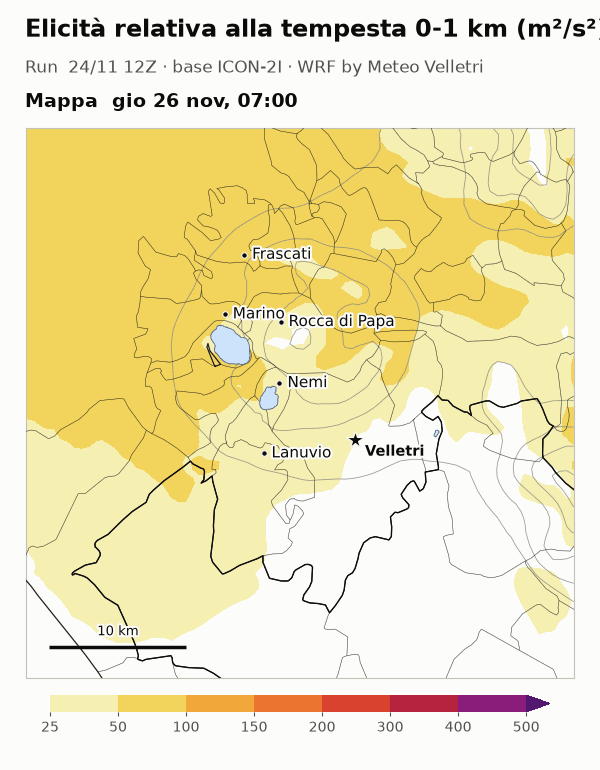 Elicità relativa alla tempesta 0-1 km (m²/s²)
Run 24/11 12Z · base ICON-2I · WRF by Meteo Velletri
Mappa gio 26 nov, 07:00
Frascati
Marino
Rocca di Papa
Nemi
Velletri
Lanuvio
10 km
25 50 100 150 200 300 400 500